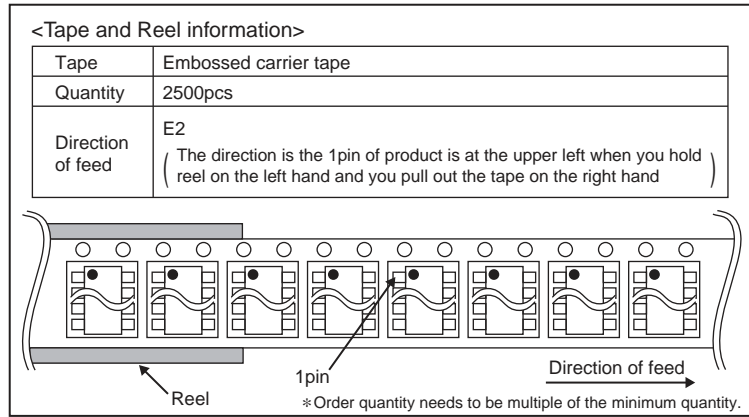 <Tape and Reel information>
Tape Embossed carrier tape
Quantity 2500pcs
Direction of feed
E2
( The direction is the 1pin of product is at the upper left when you hold
reel on the left hand and you pull out the tape on the right hand )
1pin
Direction of feed
Reel
*Order quantity needs to be multiple of the minimum quantity.